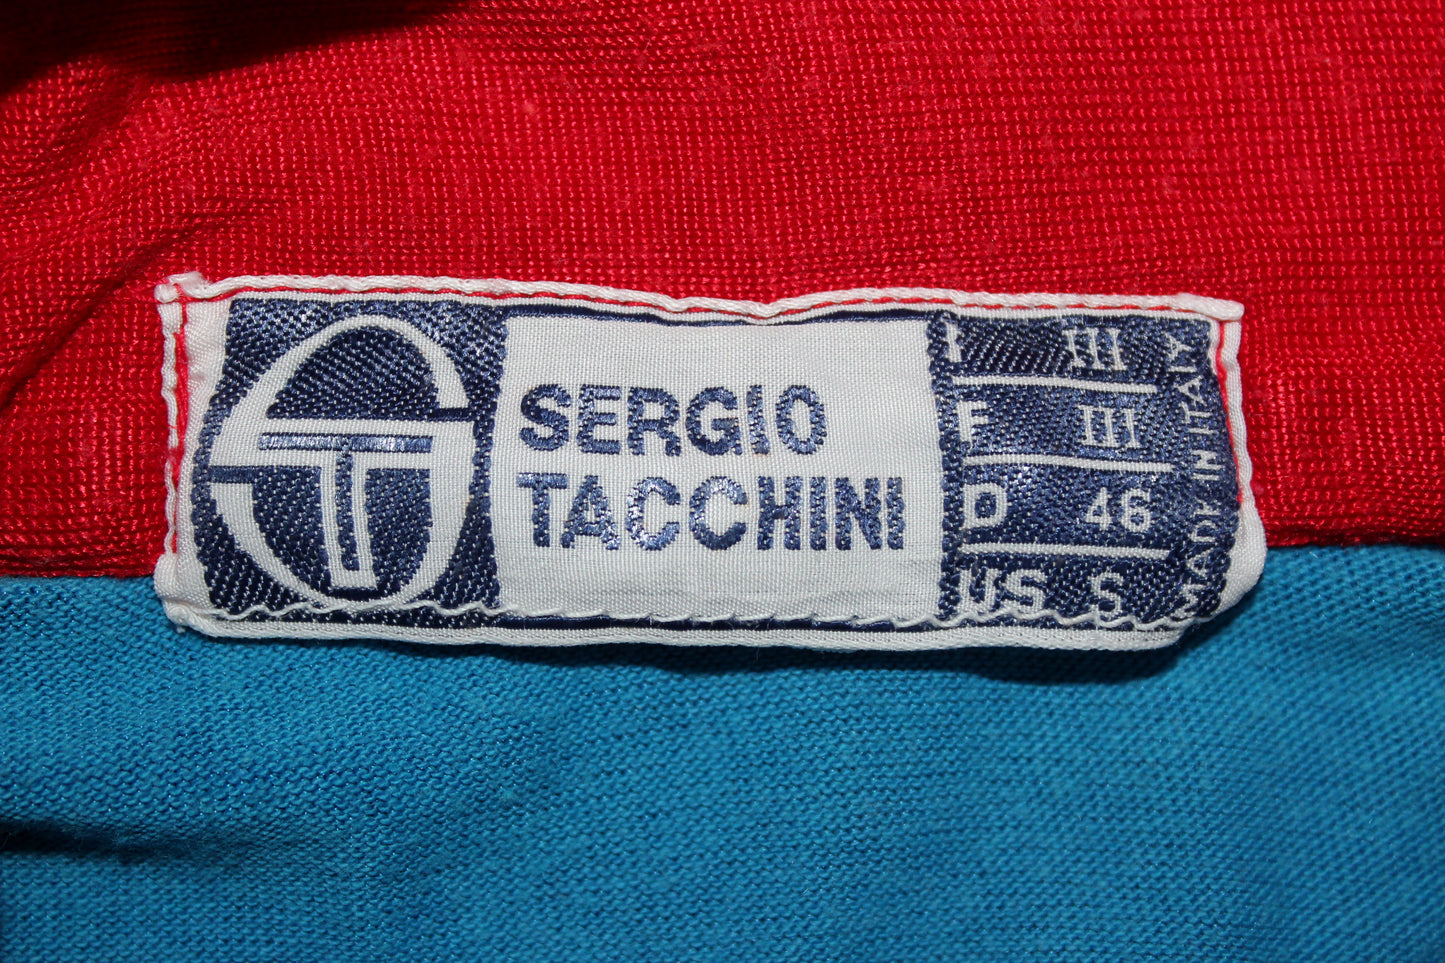 SERGIO
TACCHINI
I III
F III
D 46
US S
MADE IN ITALY